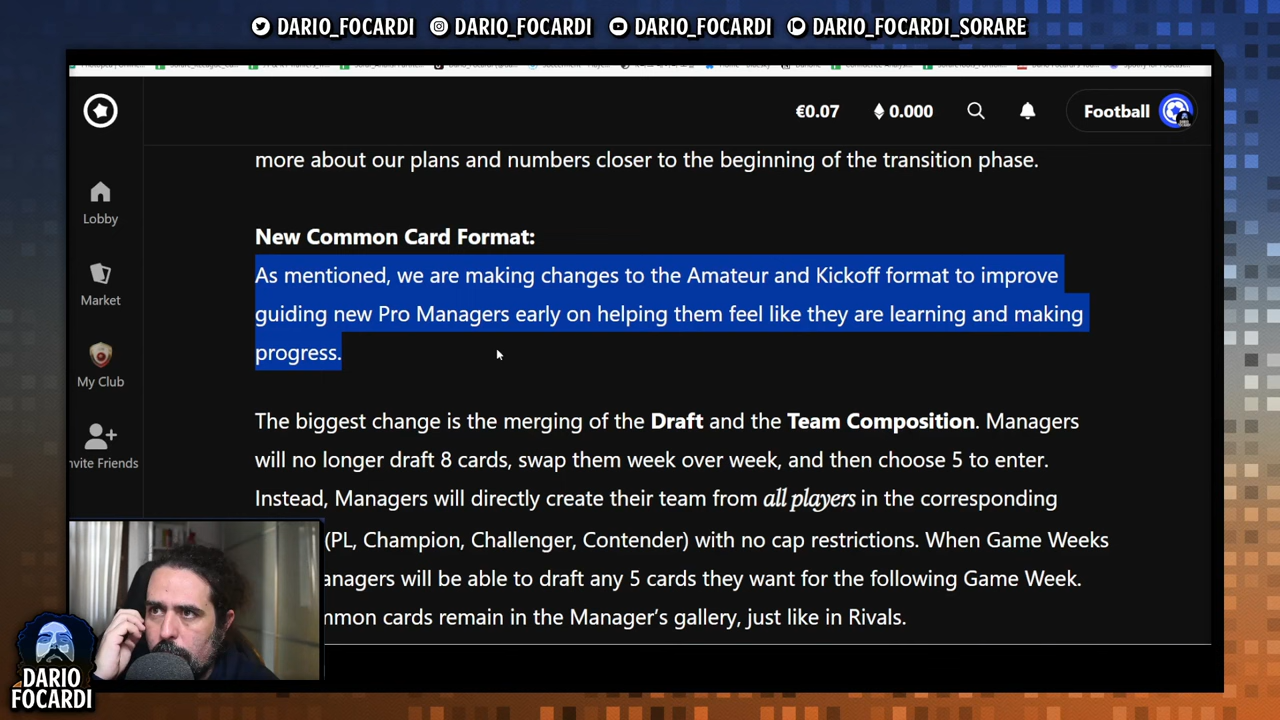 DARIO_FOCARDI DARIO_FOCARDI DARIO_FOCARDI DARIO_FOCARDI_SORARE
€0.07 0.000 Football
more about our plans and numbers closer to the beginning of the transition phase.
Lobby
Market
My Club
nvite Friends
New Common Card Format:
As mentioned, we are making changes to the Amateur and Kickoff format to improve
guiding new Pro Managers early on helping them feel like they are learning and making
progress.
The biggest change is the merging of the Draft and the Team Composition. Managers
will no longer draft 8 cards, swap them week over week, and then choose 5 to enter.
Instead, Managers will directly create their team from all players in the corresponding
(PL, Champion, Challenger, Contender) with no cap restrictions. When Game Weeks
anagers will be able to draft any 5 cards they want for the following Game Week.
mmon cards remain in the Manager's gallery, just like in Rivals.
DARIO
FOCARDI